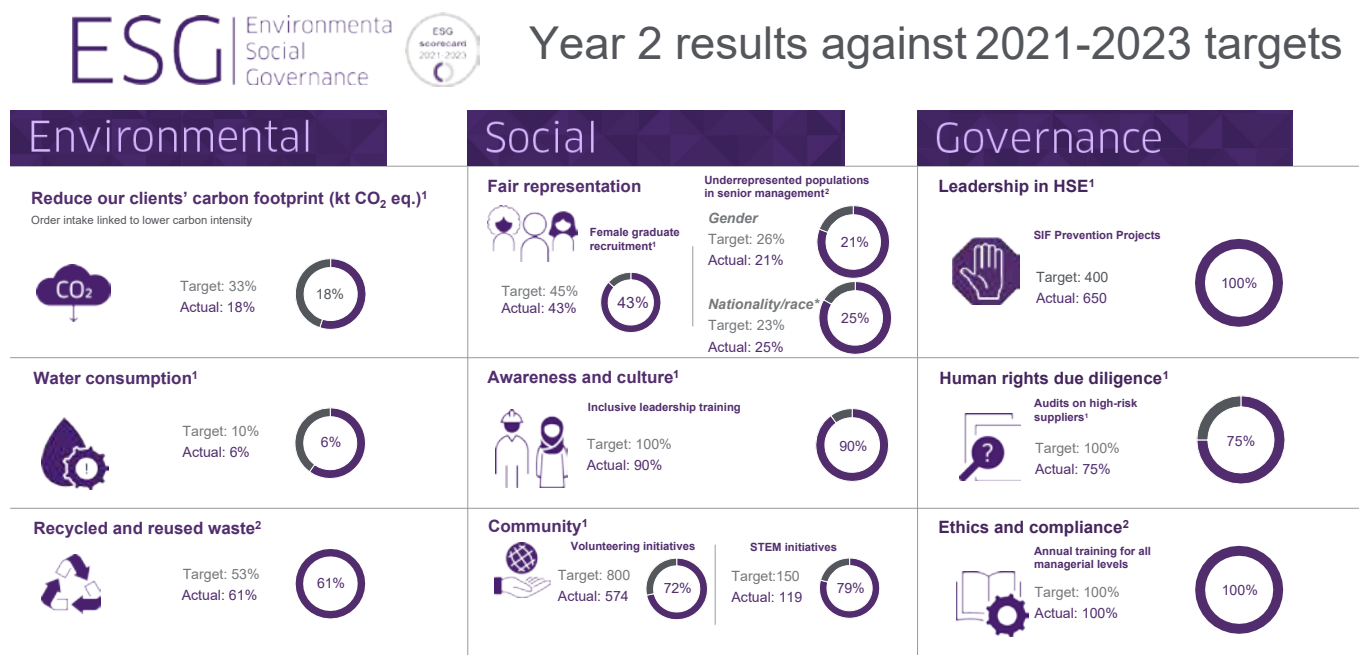 ESG
Environmenta
Social
Governance
ESG
scorecard
2021-2023
Year 2 results against 2021-2023 targets
Environmental
Reduce our clients' carbon footprint (kt CO₂ eq.)¹
Order intake linked to lower carbon intensity
CO₂
Target: 33%
Actual: 18%
18%
Water consumption¹
!
Target: 10%
Actual: 6%
6%
Recycled and reused waste²
Target: 53%
Actual: 61%
61%
Social
Fair representation
Female graduate
recruitment¹
Target: 45%
Actual: 43%
43%
Underrepresented populations
in senior management²
Gender
Target: 26%
Actual: 21%
21%
Nationality/race*
Target: 23%
Actual: 25%
25%
Awareness and culture¹
Inclusive leadership training
Target: 100%
Actual: 90%
90%
Community¹
Volunteering initiatives
Target: 800
Actual: 574
72%
STEM initiatives
Target:150
Actual: 119
79%
Governance
Leadership in HSE¹
SIF Prevention Projects
Target: 400
Actual: 650
100%
Human rights due diligence¹
Audits on high-risk
suppliers¹
?
Target: 100%
Actual: 75%
75%
Ethics and compliance²
Annual training for all
managerial levels
Target: 100%
Actual: 100%
100%